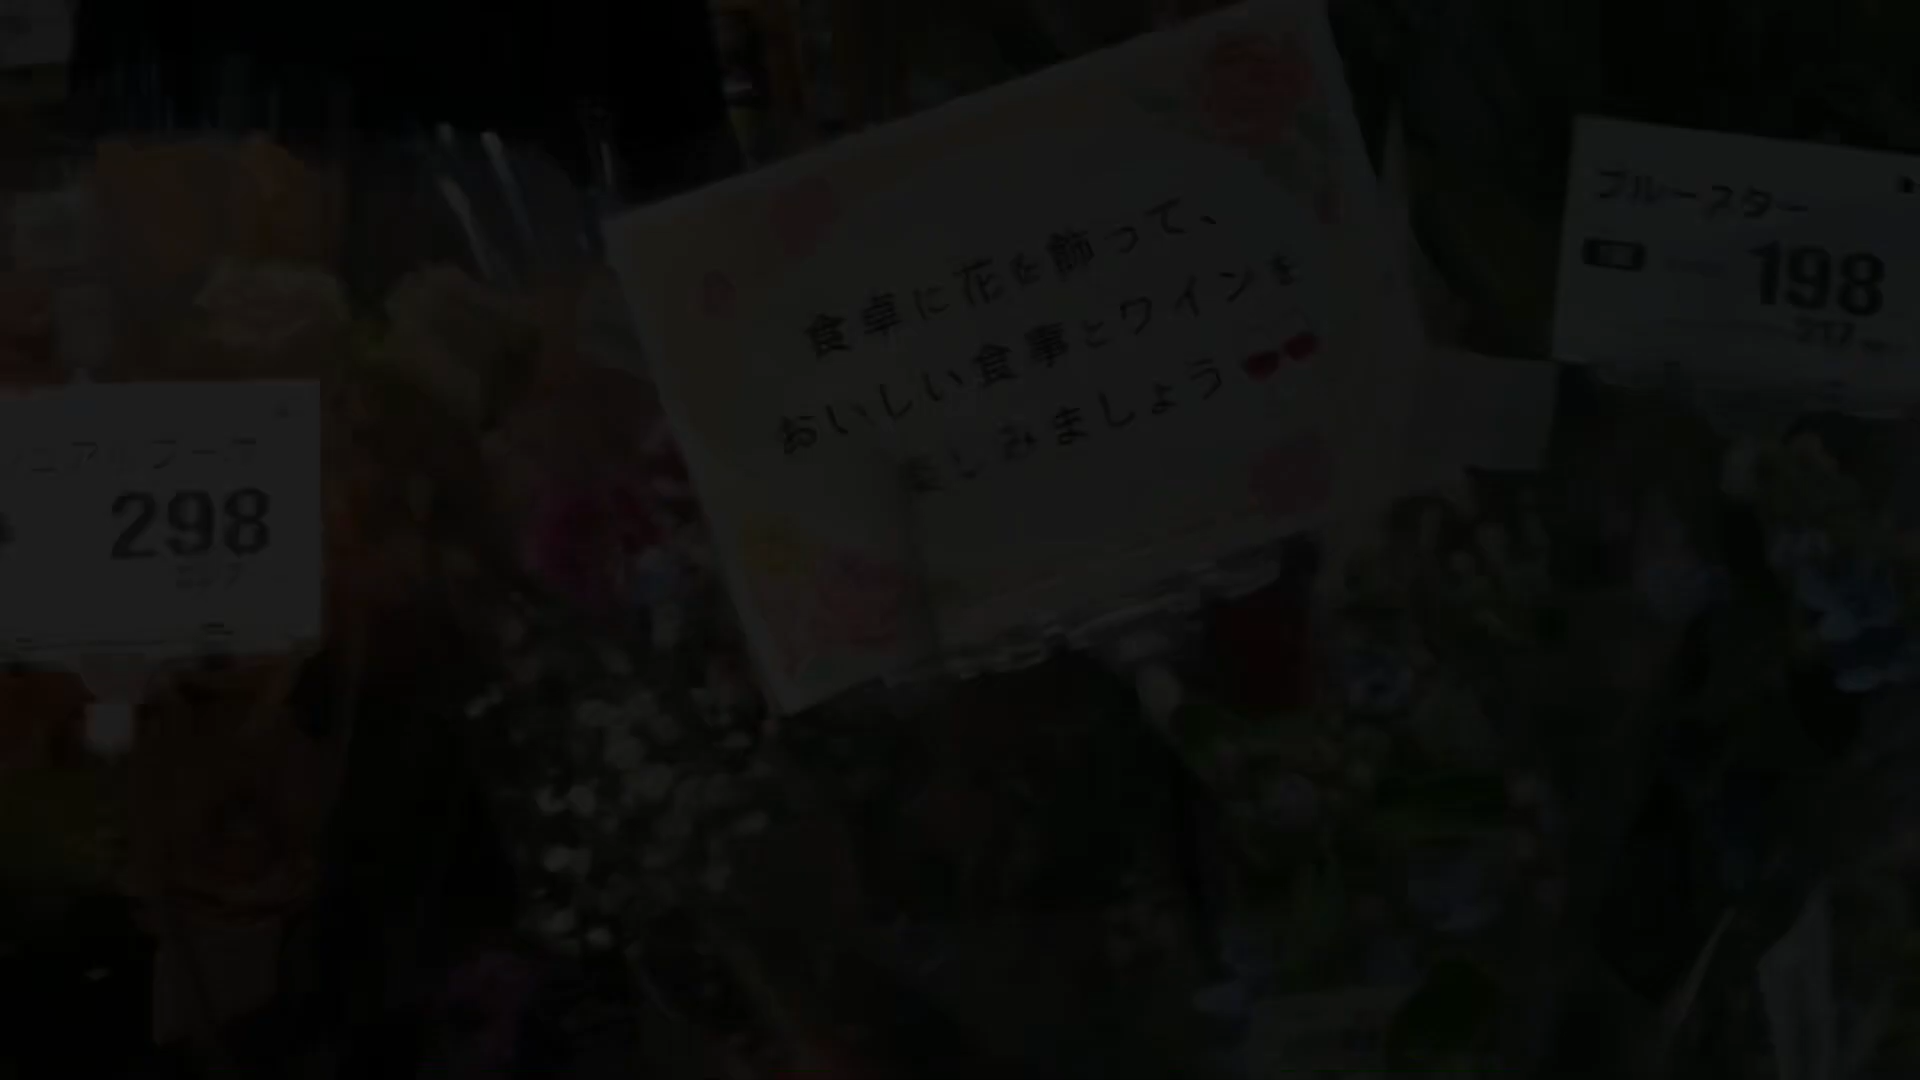 食卓に花を飾って、
おいしい食事とワインを
楽しみましょう
ブルースター
198
298